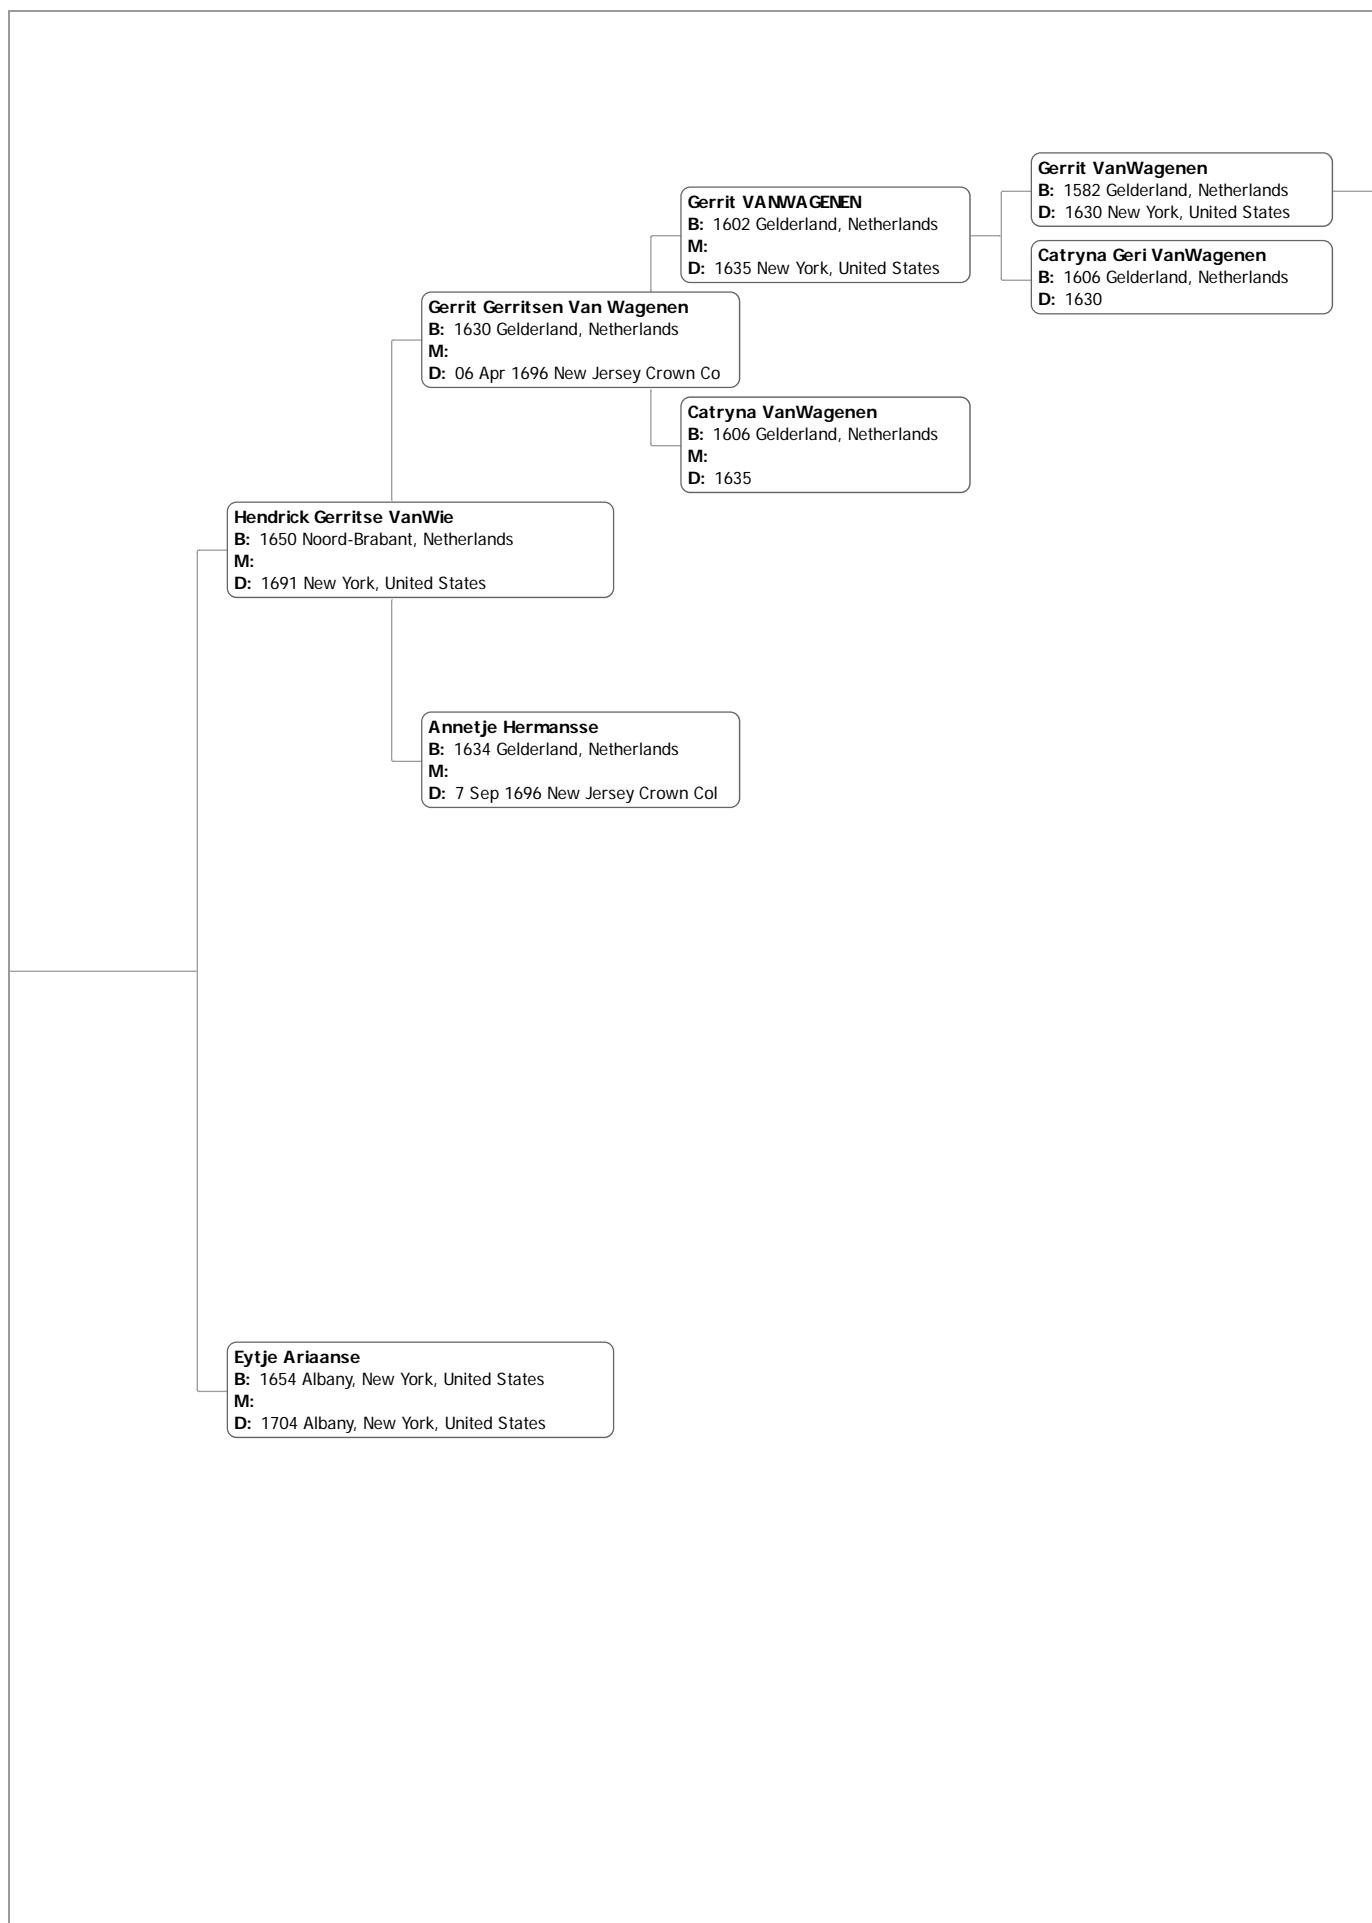 Gerrit VanWagenen
B: 1582 Gelderland, Netherlands
D: 1630 New York, United States
Gerrit VANWAGENEN
B: 1602 Gelderland, Netherlands
M:
D: 1635 New York, United States
Catryna Geri VanWagenen
B: 1606 Gelderland, Netherlands
D: 1630
Gerrit Gerritsen Van Wagenen
B: 1630 Gelderland, Netherlands
M:
D: 06 Apr 1696 New Jersey Crown Co
Catryna VanWagenen
B: 1606 Gelderland, Netherlands
M:
D: 1635
Hendrick Gerritse VanWie
B: 1650 Noord-Brabant, Netherlands
M:
D: 1691 New York, United States
Annetje Hermansse
B: 1634 Gelderland, Netherlands
M:
D: 7 Sep 1696 New Jersey Crown Col
Eytje Ariaanse
B: 1654 Albany, New York, United States
M:
D: 1704 Albany, New York, United States